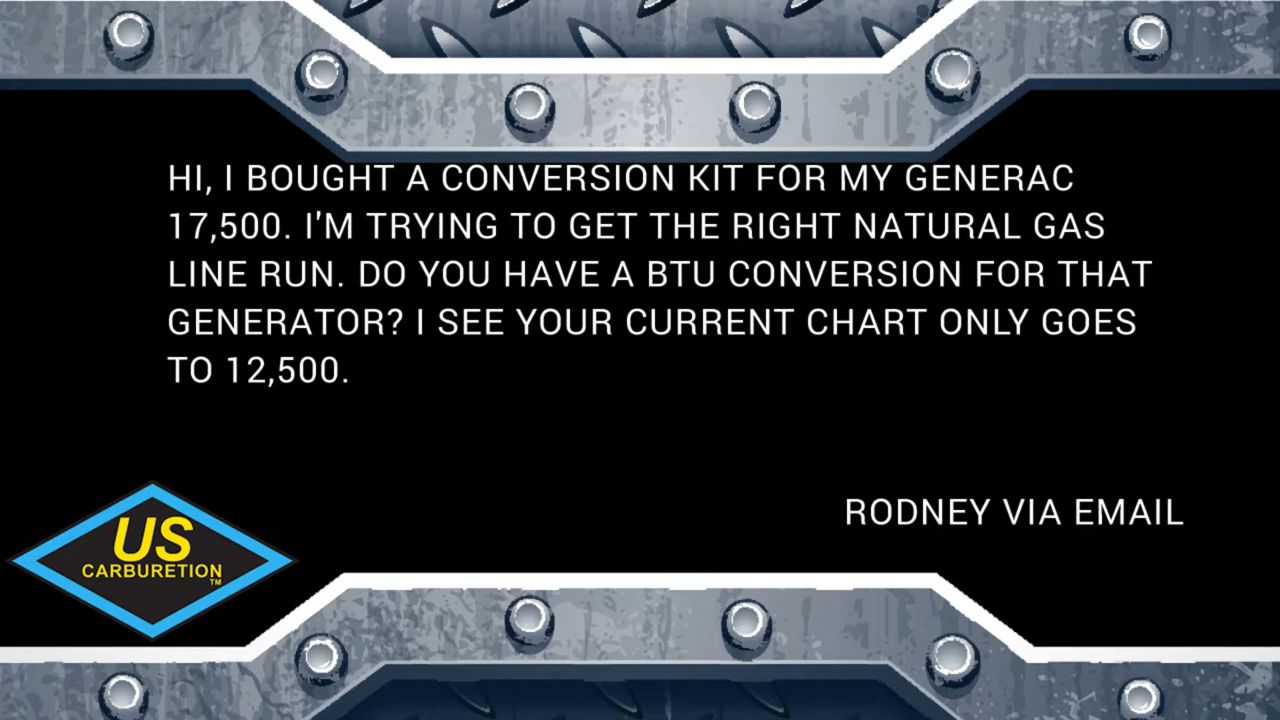 HI, I BOUGHT A CONVERSION KIT FOR MY GENERAC
17,500. I'M TRYING TO GET THE RIGHT NATURAL GAS
LINE RUN. DO YOU HAVE A BTU CONVERSION FOR THAT
GENERATOR? I SEE YOUR CURRENT CHART ONLY GOES
TO 12,500.
RODNEY VIA EMAIL
US
CARBURETION
TM